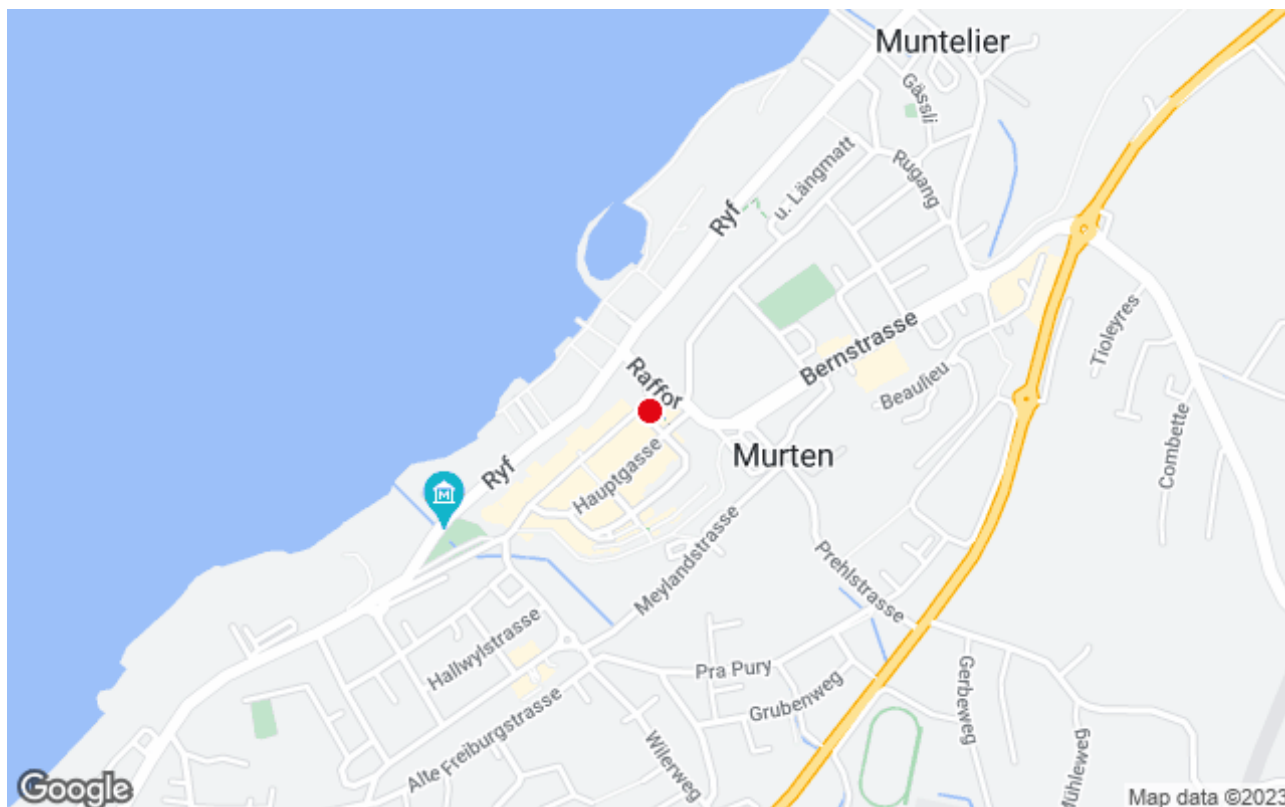 Muntelier
Gässli
Rugang
u. Längmatt
Ryf
Bernstrasse
Tioleyres
Beaulieu
Raffor
Combette
Murten
Hauptgasse
Ryf
M
Meylandstrasse
Prehlstrasse
Hallwylstrasse
Pra Pury
Gerbeweg
Grubenweg
Alte Freiburgstrasse
Wilerweg
Mühleweg
Google
Map data ©2023